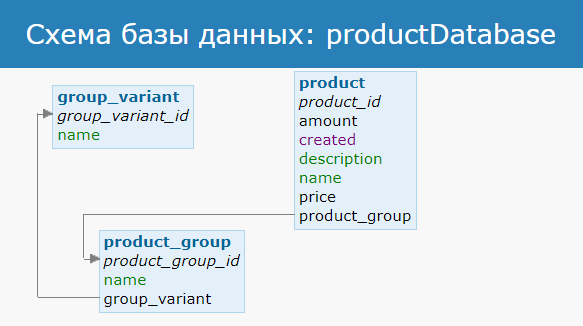 Схема базы данных: productDatabase
group_variant
group_variant_id
name
product
product_id
amount
created
description
name
price
product_group
product_group
product_group_id
name
group_variant